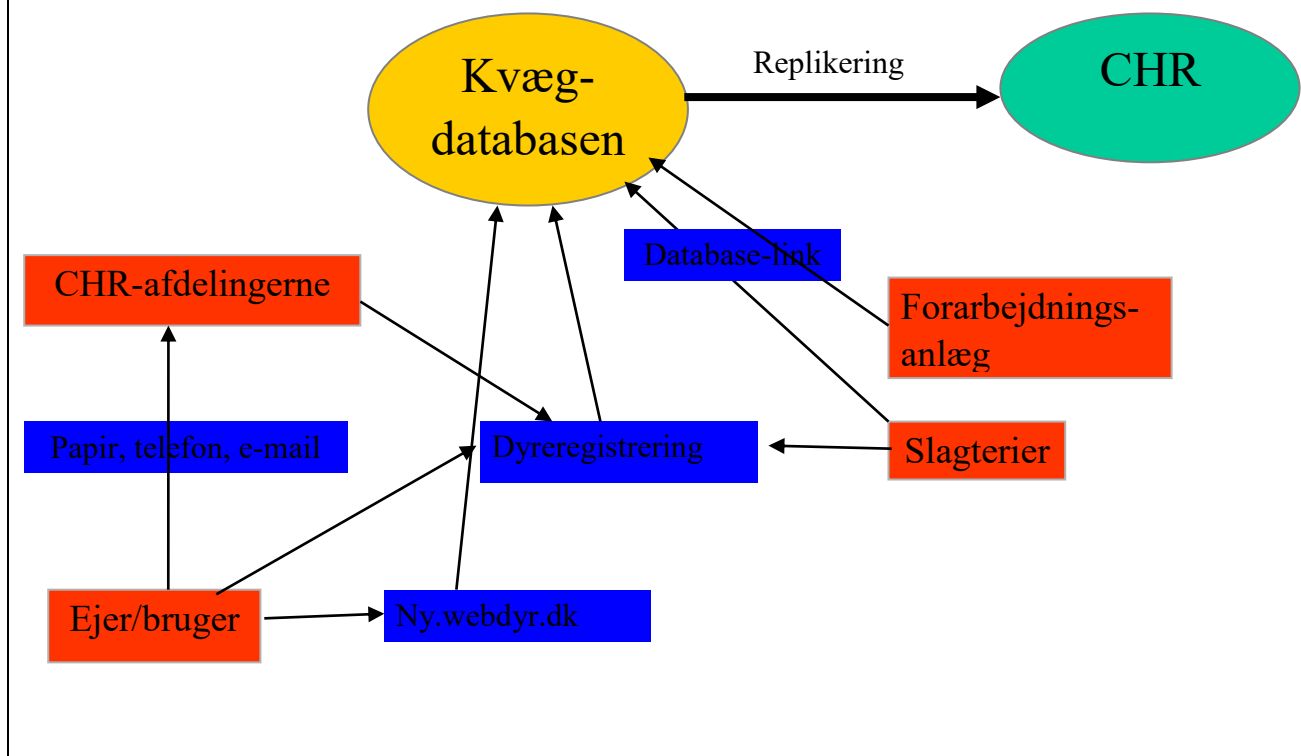 Kvæg-
databasen
Replikering
CHR
Database-link
CHR-afdelingerne
Forarbejdnings-
anlæg
Papir, telefon, e-mail
Dyreregistrering
Slagterier
Ejer/bruger
Ny.webdyr.dk